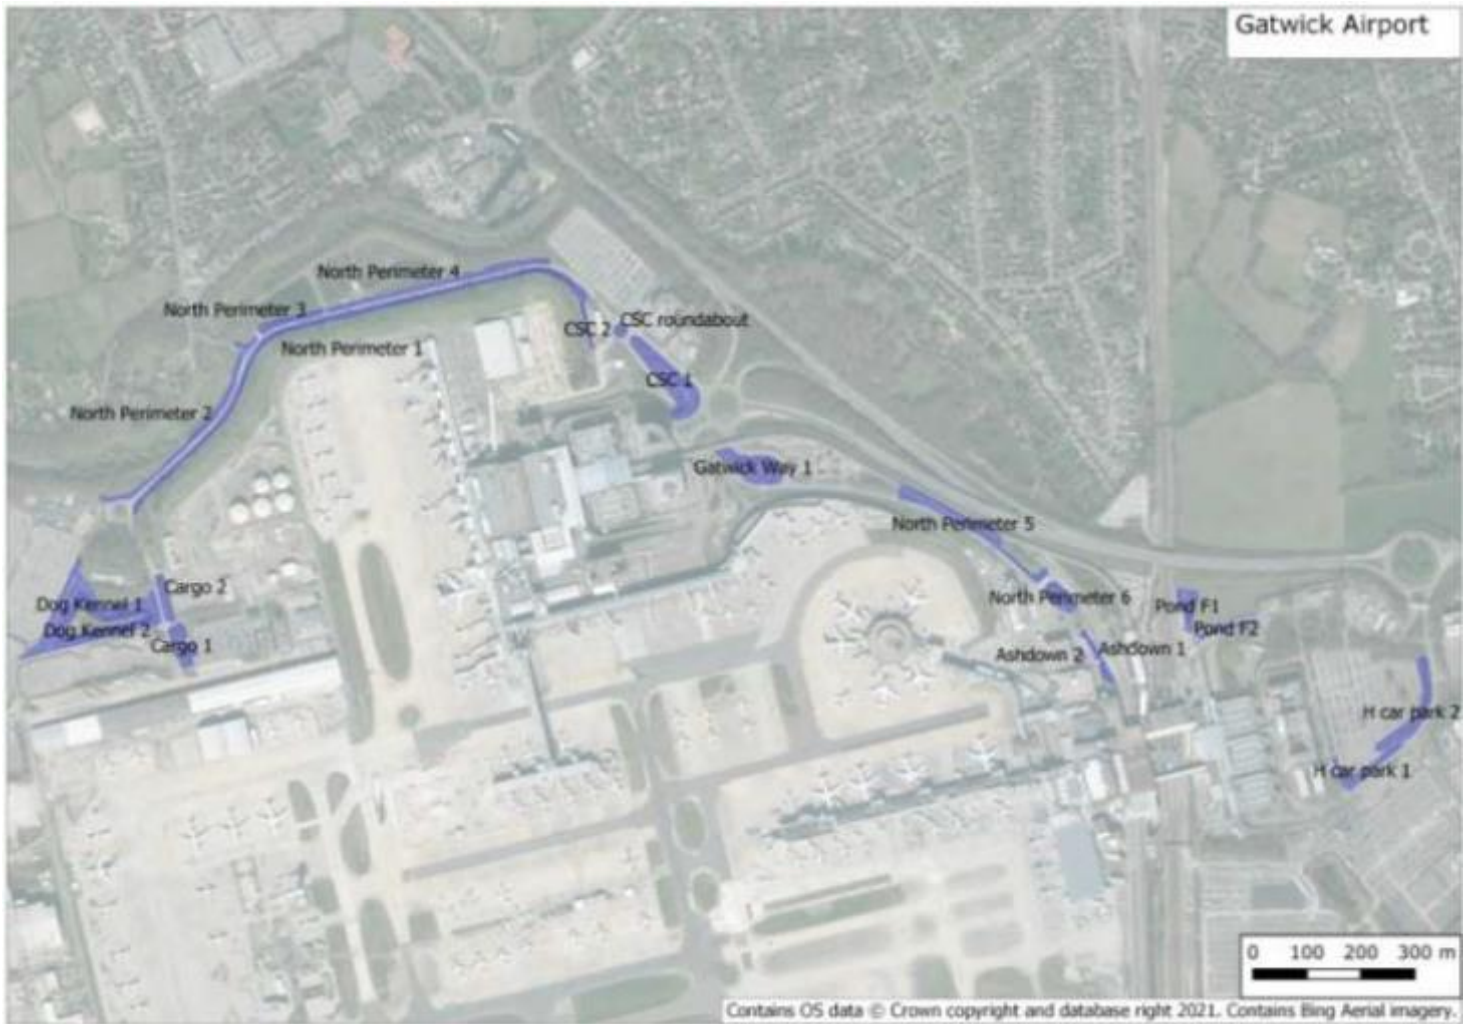 Gatwick Airport
North Perimeter 4
North Perimeter 3
CSC 2
CSC roundabout
North Perimeter 1
CSC 1
North Perimeter 2
Gatwick Way 1
North Perimeter 5
Cargo 2
North Perimeter 6
Dog Kennel 1
Pond F1
Dog Kennel 2
Pond F2
Cargo 1
Ashdown 2
Ashdown 1
H car park 2
H car park 1
0 100 200 300 m
Contains OS data © Crown copyright and database right 2021. Contains Bing Aerial imagery.